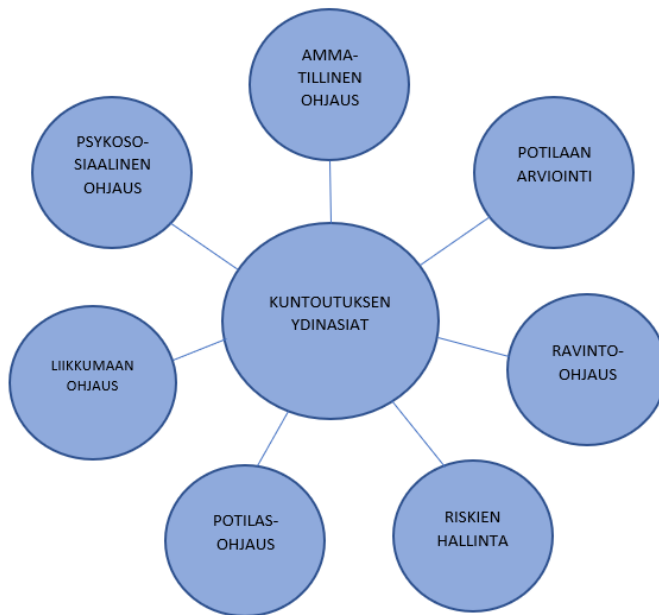 AMMA-
TILLINEN
OHJAUS
PSYKOSO-
SIAALINEN
OHJAUS
POTILAAN
ARVIOINTI
KUNTOUTUKSEN
YDINASIAT
LIIKKUMAAN
OHJAUS
RAVINTO-
OHJAUS
POTILAS-
OHJAUS
RISKIEN
HALLINTA